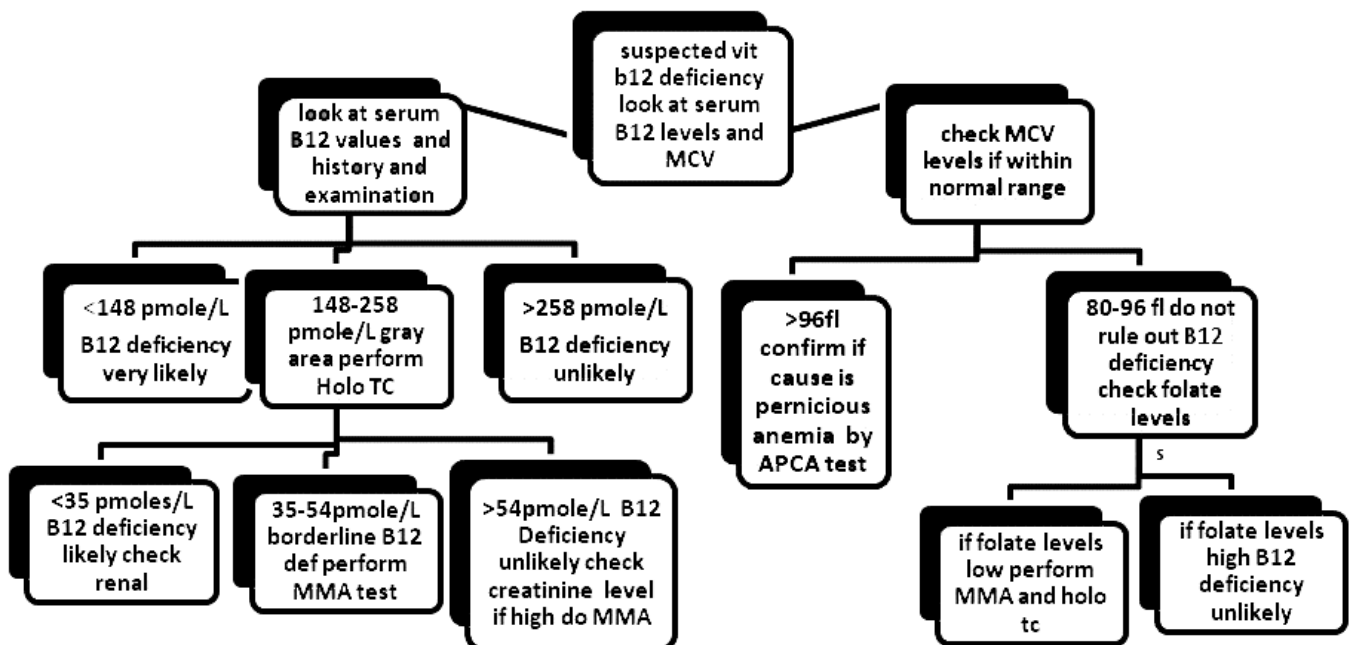 suspected vit
b12 deficiency
look at serum
B12 levels and
MCV
look at serum
B12 values and
history and
examination
check MCV
levels if within
normal range
<148 pmole/L
B12 deficiency
very likely
148-258
pmole/L gray
area perform
Holo TC
>258 pmole/L
B12 deficiency
unlikely
>96fl
confirm if
cause is
pernicious
anemia by
APCA test
80-96 fl do not
rule out B12
deficiency
check folate
levels
s
<35 pmoles/L
B12 deficiency
likely check
renal
35-54pmole/L
borderline B12
def perform
MMA test
>54pmole/L B12
Deficiency
unlikely check
creatinine level
if high do MMA
if folate levels
low perform
MMA and holo
tc
if folate levels
high B12
deficiency
unlikely